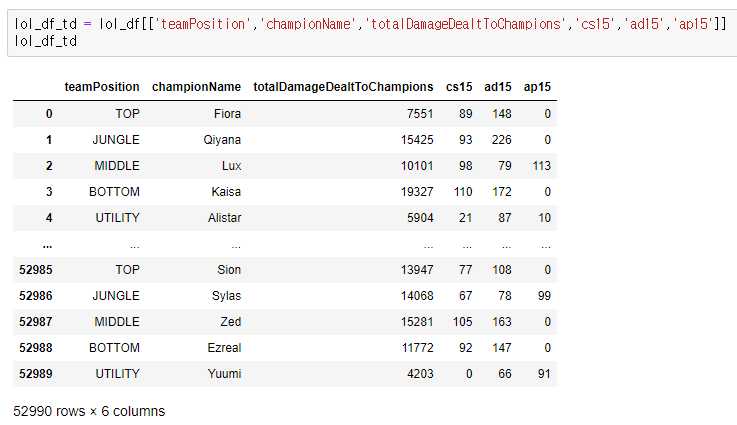 lol_df_td = lol_df[['teamPosition','championName','totalDamageDealtToChampions','cs15','ad15','ap15']]
lol_df_td
teamPosition championName totalDamageDealtToChampions cs15 ad15 ap15
0 TOP Fiora 7551 89 148 0
1 JUNGLE Qiyana 15425 93 226 0
2 MIDDLE Lux 10101 98 79 113
3 BOTTOM Kaisa 19327 110 172 0
4 UTILITY Alistar 5904 21 87 10
... ... ... ... ... ... ...
52985 TOP Sion 13947 77 108 0
52986 JUNGLE Sylas 14068 67 78 99
52987 MIDDLE Zed 15281 105 163 0
52988 BOTTOM Ezreal 11772 92 147 0
52989 UTILITY Yuumi 4203 0 66 91
52990 rows × 6 columns